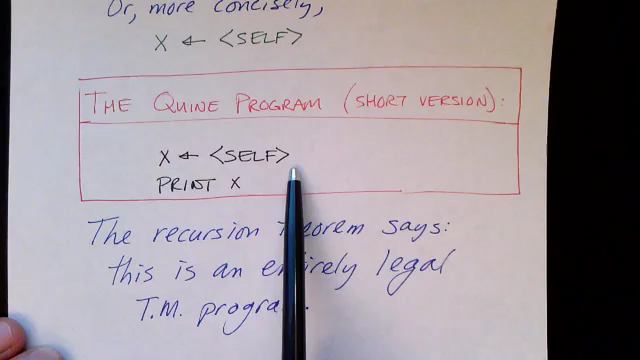 Or, more concisely,
X ← <SELF>
THE QUINE PROGRAM (SHORT VERSION):
X ← <SELF>
PRINT X
The recursion theorem says:
this is an entirely legal
T.M. program.